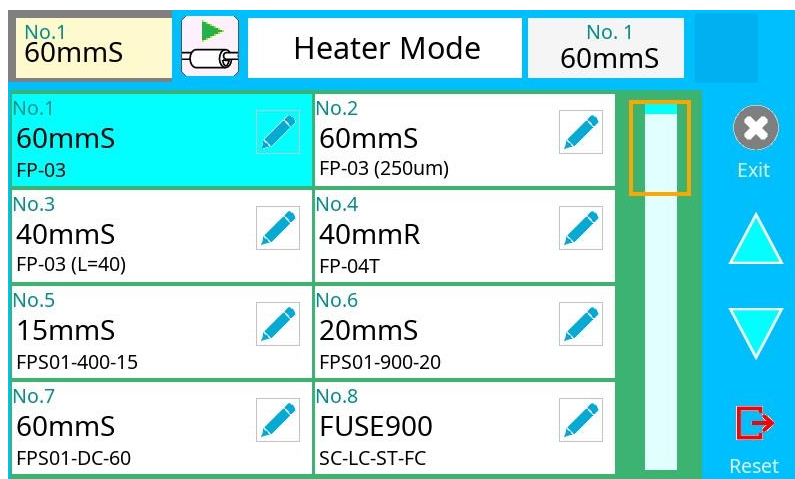 No.1
60mmS
Heater Mode
No. 1
60mmS
No.1
60mmS
FP-03
No.2
60mmS
FP-03 (250um)
No.3
40mmS
FP-03 (L=40)
No.4
40mmR
FP-04T
No.5
15mmS
FPS01-400-15
No.6
20mmS
FPS01-900-20
No.7
60mmS
FPS01-DC-60
No.8
FUSE900
SC-LC-ST-FC
Exit
Reset